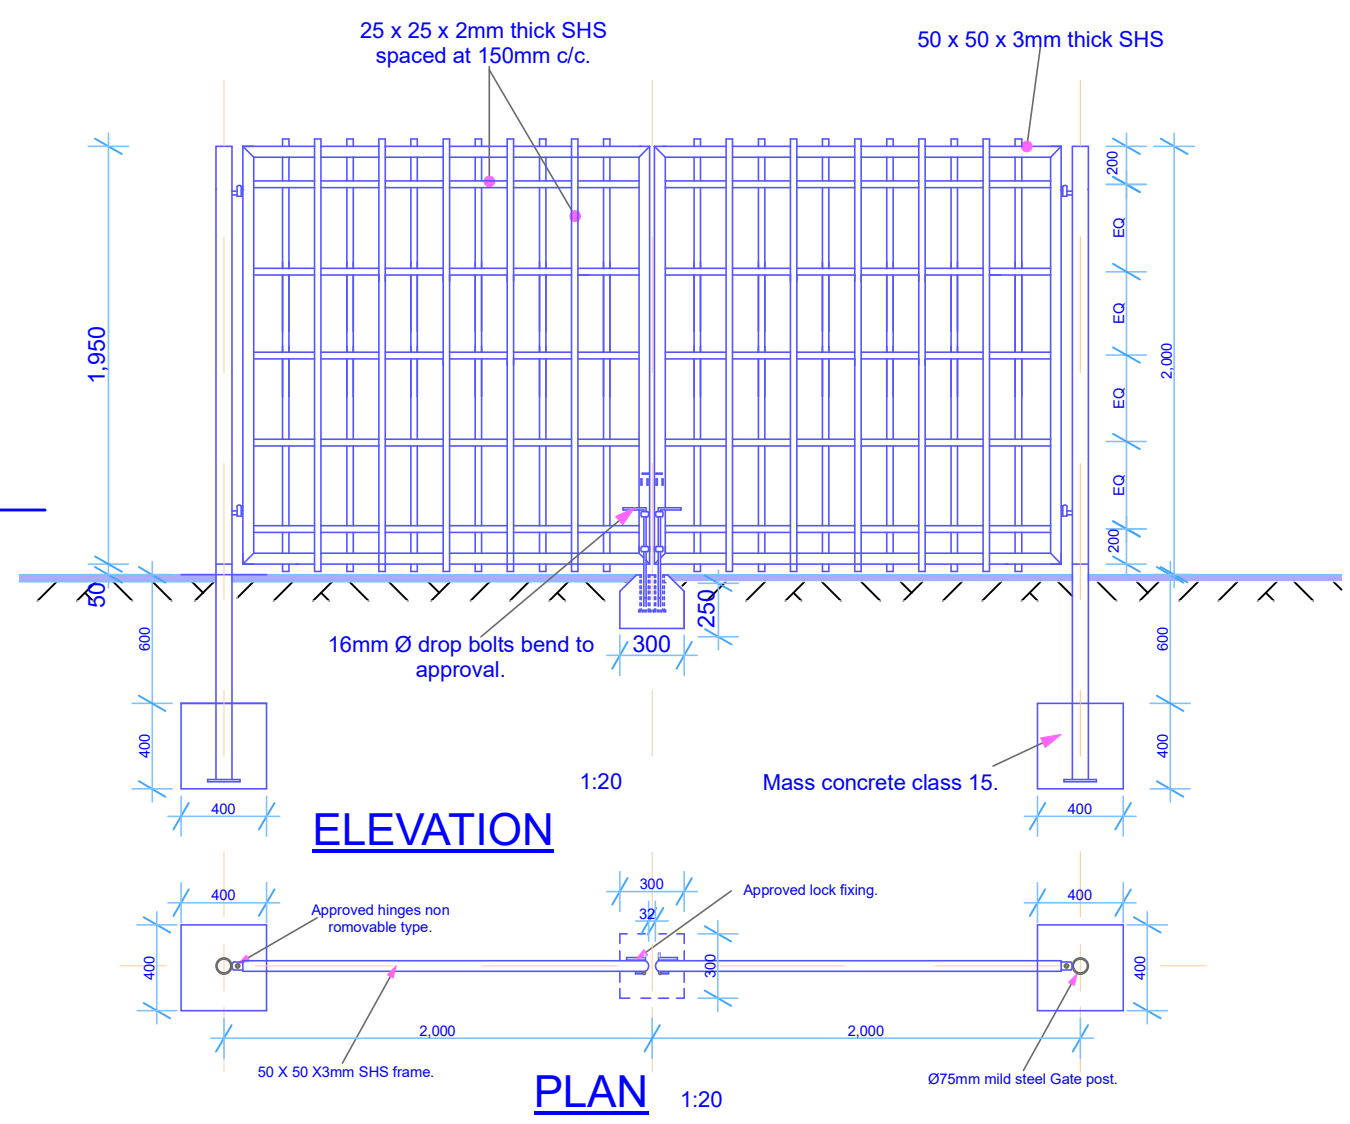 25 x 25 x 2mm thick SHS
spaced at 150mm c/c.
50 x 50 x 3mm thick SHS
200
EQ
EQ
1,950
2,000
EQ
EQ
200
50
250
600
16mm Ø drop bolts bend to
approval.
300
600
400
400
1:20
Mass concrete class 15.
400
400
ELEVATION
400
300
Approved lock fixing.
400
Approved hinges non
romovable type.
32
400
300
400
2,000
2,000
50 X 50 X3mm SHS frame.
Ø75mm mild steel Gate post.
PLAN
1:20